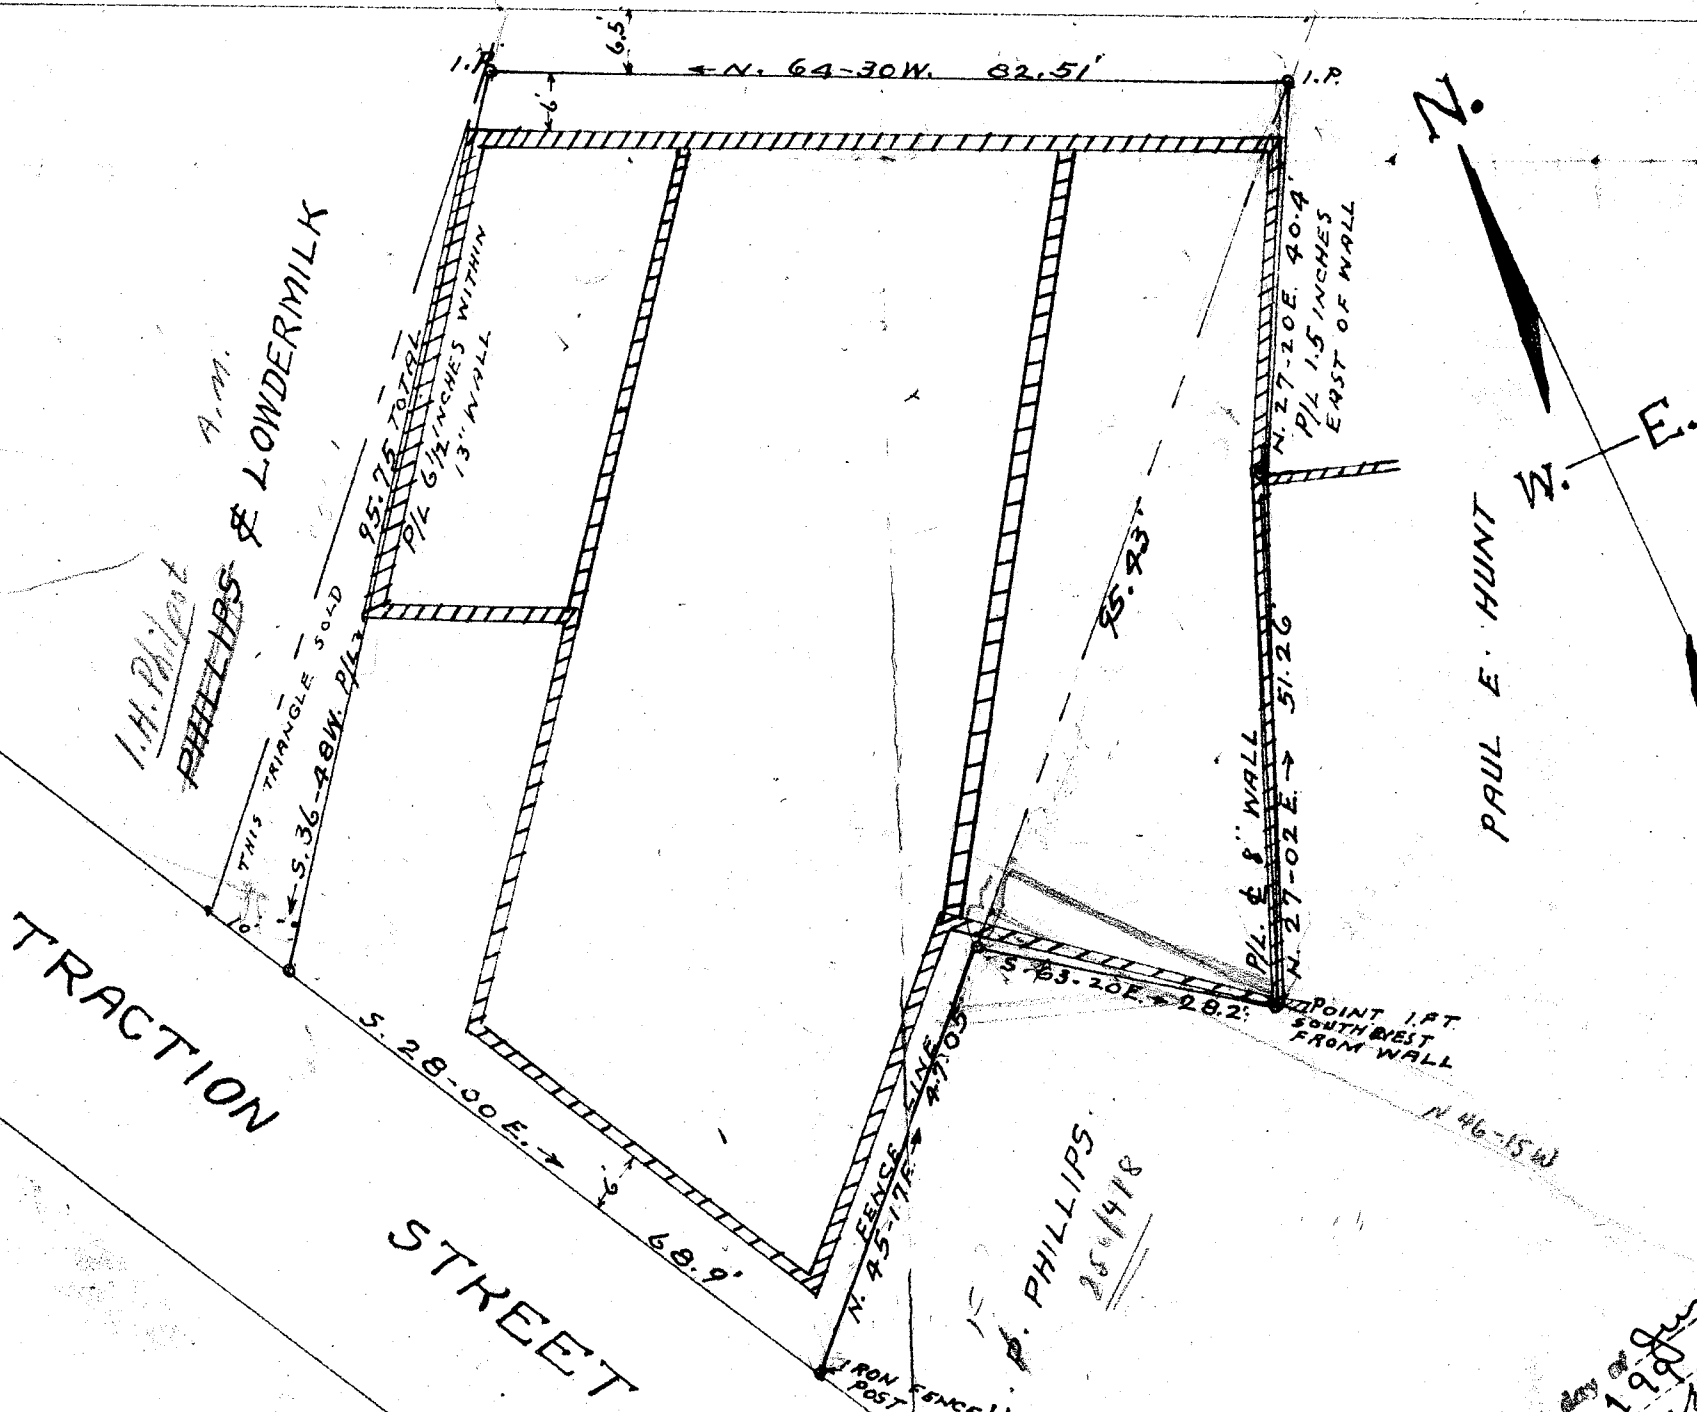 I.P.
6.5'
← N. 64-30W. 82.51'
I.P.
6'
N.
W.
E.
A.M.
& LOWDERMILK
PHILLIPS
I.H. Philpot
THIS TRIANGLE SOLD
95.75 TOTAL
P/L 6 1/2 INCHES WITHIN
13" WALL
← S. 36-48W. P/L
10'
N. 27-20E. 40.4'
P/L 1.5 INCHES
EAST OF WALL
PAUL E. HUNT
95.43'
P/L. ₵ 8" WALL
N. 27-02E. → 51.26'
S. 63-20E. → 28.2'
POINT 1. FT.
SOUTHWEST
FROM WALL
N 46-15W
TRACTION
STREET
S. 28-00E. →
68.9'
6'
FENCE LINE
N. 45-17E. → 47.05'
P. PHILLIPS.
IRON FENCE
POST
199